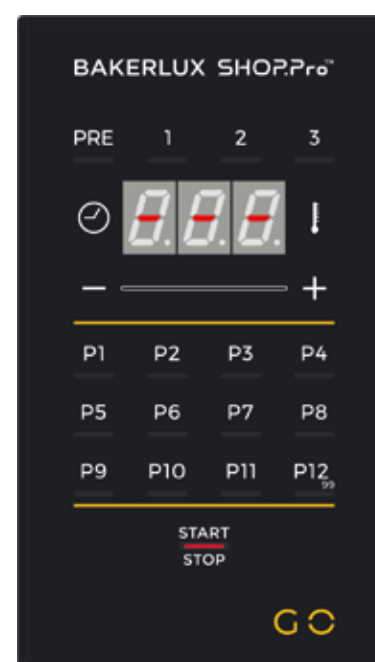 BAKERLUX SHOP.Pro™
PRE 1 2 3
- - -
− +
P1 P2 P3 P4
P5 P6 P7 P8
P9 P10 P11 P12 99
START
STOP
GO